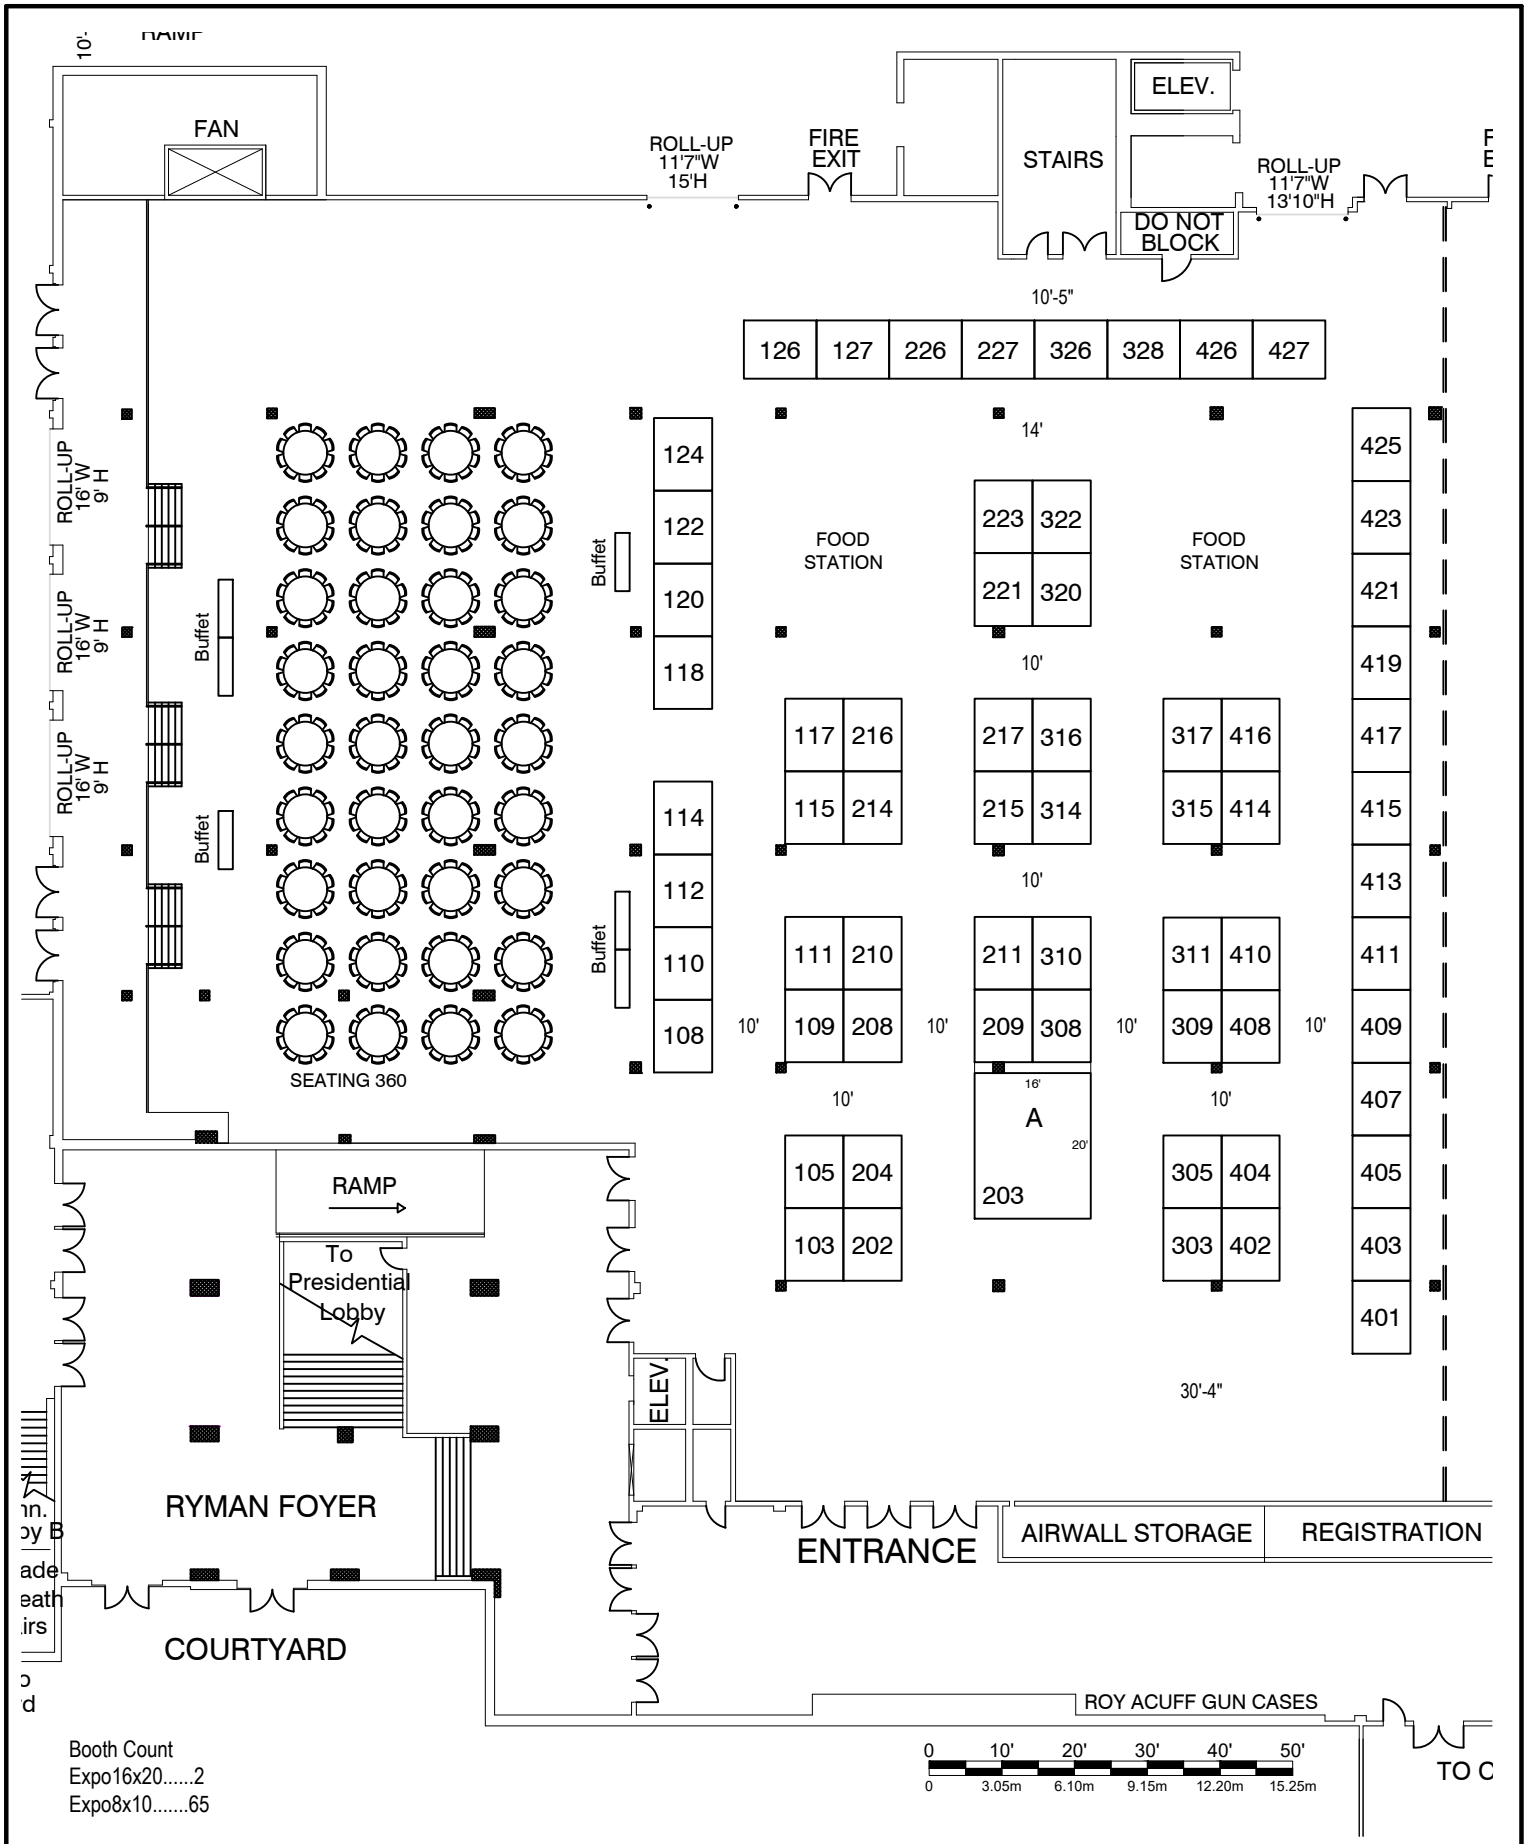 10'-
RAMP
FAN
ROLL-UP
11'7"W
15'H
FIRE
EXIT
STAIRS
ELEV.
ROLL-UP
11'7"W
13'10"H
DO NOT
BLOCK
10'-5"
126 127 226 227 326 328 426 427
14'
ROLL-UP
16' W
9' H
ROLL-UP
16' W
9' H
ROLL-UP
16' W
9' H
Buffet
Buffet
Buffet
Buffet
124
122
120
118
114
112
110
108
FOOD
STATION
223 322
221 320
FOOD
STATION
10'
117 216
115 214
217 316
215 314
317 416
315 414
10'
111 210
109 208
211 310
209 308
311 410
309 408
10'
10'
10'
10'
425
423
421
419
417
415
413
411
409
407
405
403
401
SEATING 360
10'
16'
A
20'
203
10'
105 204
103 202
305 404
303 402
RAMP
To
Presidential
Lobby
ELEV.
30'-4"
RYMAN FOYER
ENTRANCE
AIRWALL STORAGE
REGISTRATION
nn.
by B
ade
eath
irs
COURTYARD
ROY ACUFF GUN CASES
Booth Count
Expo16x20......2
Expo8x10.......65
0 10' 20' 30' 40' 50'
0 3.05m 6.10m 9.15m 12.20m 15.25m
TO C